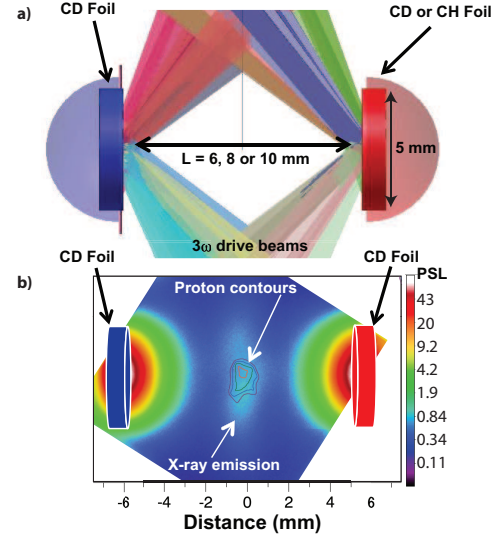 a)
CD Foil
CD or CH Foil
L = 6, 8 or 10 mm
5 mm
3ω drive beams
b)
CD Foil
CD Foil
PSL
Proton contours
X-ray emission
43
20
9.2
4.2
1.9
0.84
0.34
0.11
-6
-4
-2
0
2
4
6
Distance (mm)